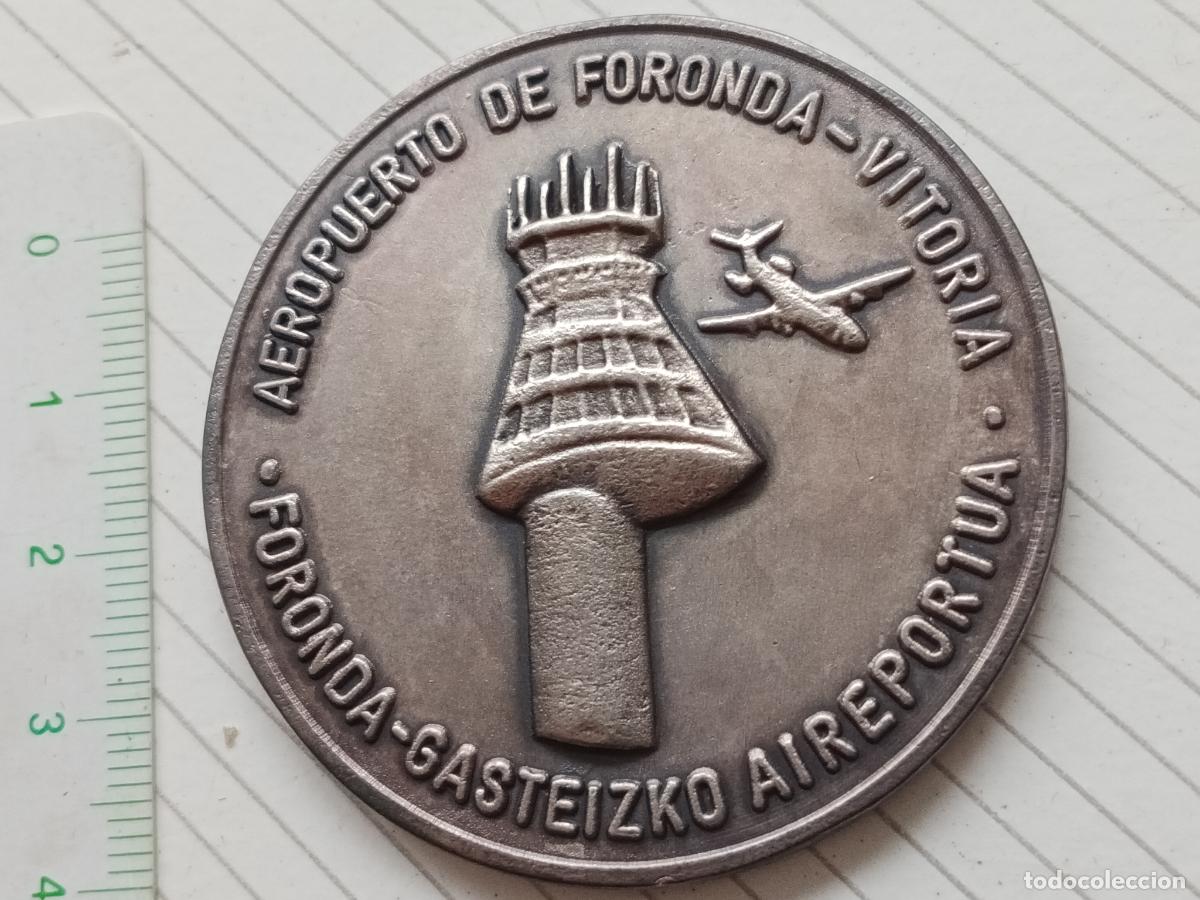 AEROPUERTO DE FORONDA-VITORIA
· FORONDA-GASTEIZKO AIREPORTUA ·
0
1
2
3
4
todocoleccion